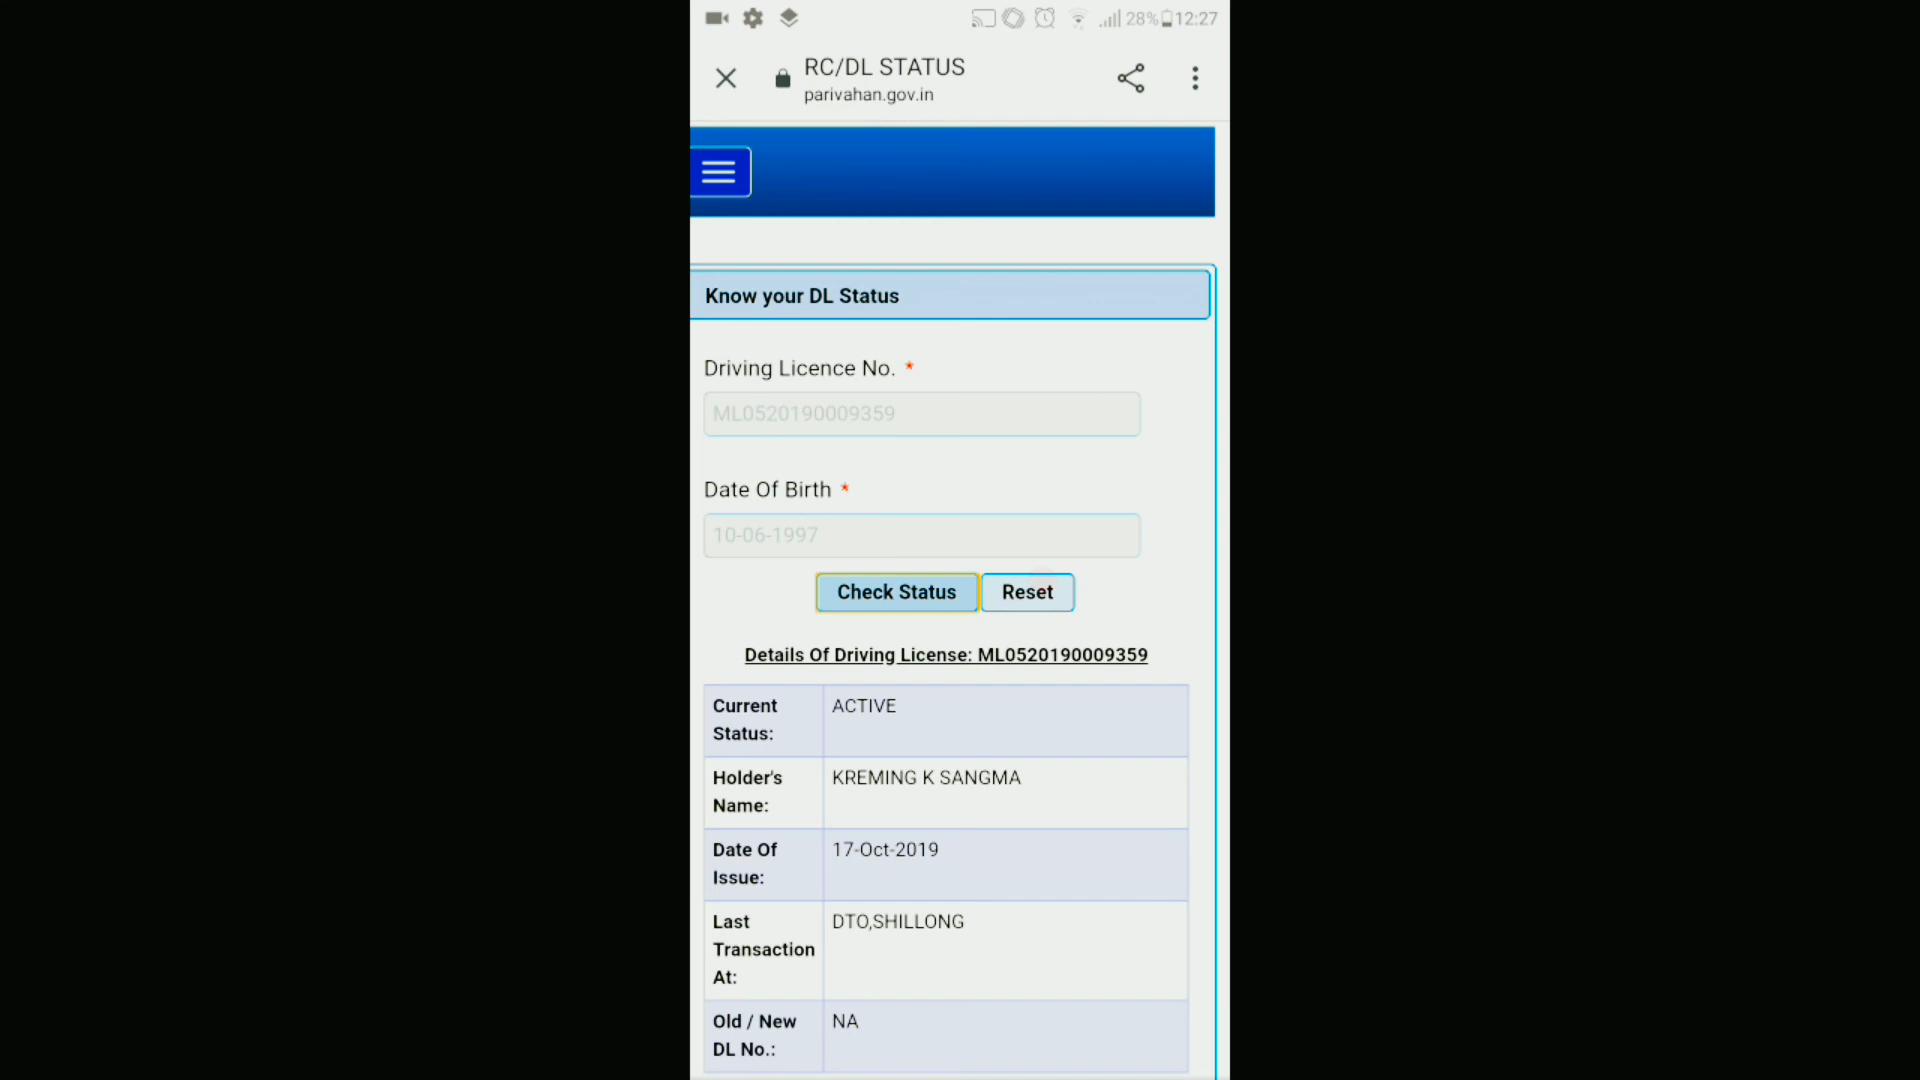 28% 12:27
RC/DL STATUS
parivahan.gov.in
Know your DL Status
Driving Licence No. *
ML0520190009359
Date Of Birth *
10-06-1997
Check Status Reset
Details Of Driving License: ML0520190009359
Current Status: ACTIVE
Holder's Name: KREMING K SANGMA
Date Of Issue: 17-Oct-2019
Last Transaction At: DTO,SHILLONG
Old / New DL No.: NA